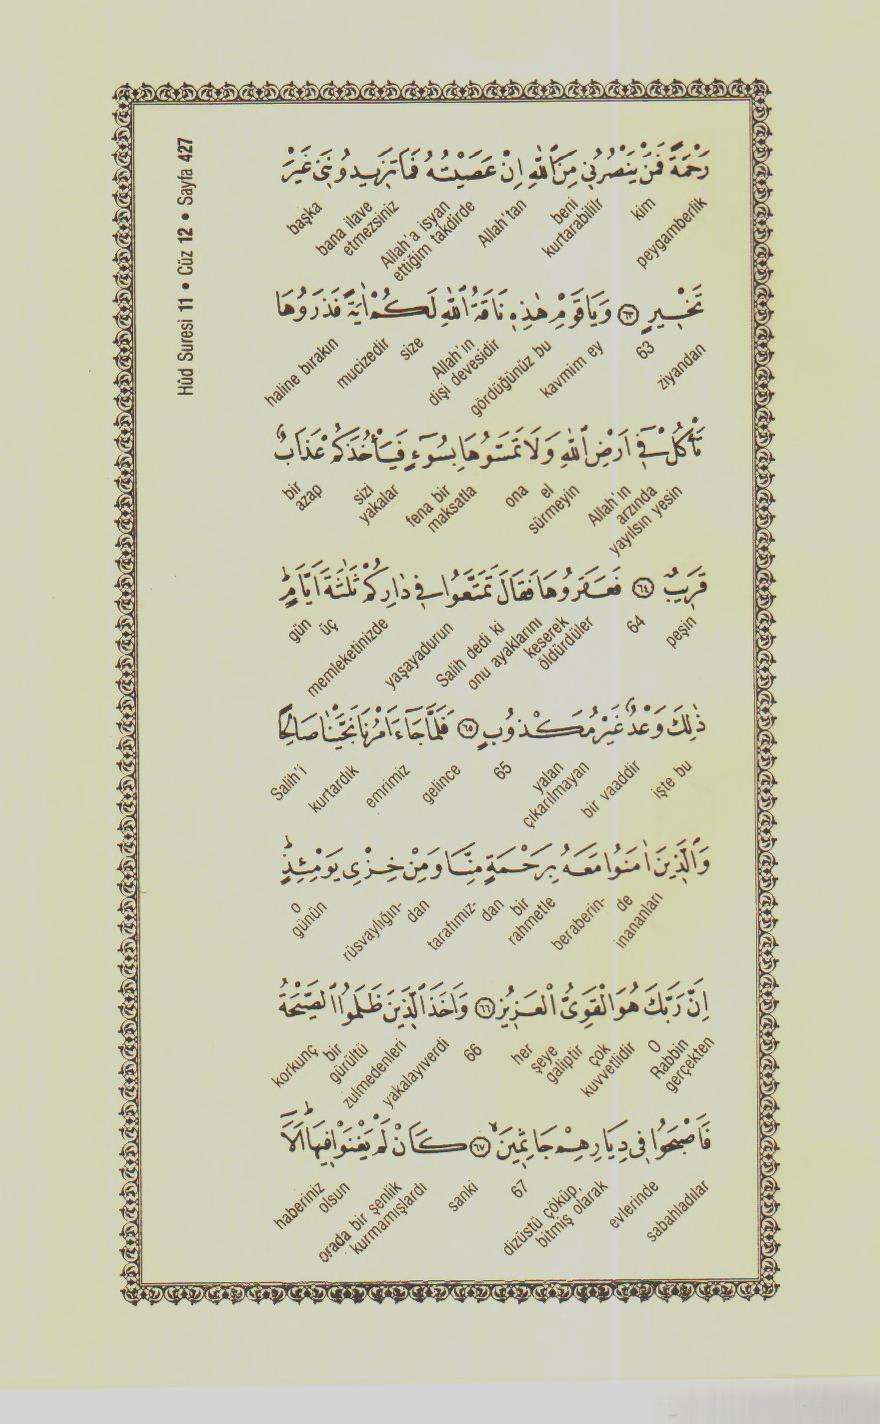 Hûd Suresi 11 • Cüz 12 • Sayfa 427
رَحْمَةً فَمَنْ يَنْصُرُنٖي مِنَ اللّٰهِ اِنْ عَصَيْتُهُ فَمَا تَزٖيدُونَنٖي غَيْرَ
peygamberlik kim beni kurtarabililr Allah'tan Allah'a isyan ettiğim takdirde bana ilave etmezsiniz başka
تَخْسٖيرٍ ﴿٦٣﴾ وَيَا قَوْمِ هٰذِهٖ نَاقَةُ اللّٰهِ لَكُمْ اٰيَةً فَذَرُوهَا
ziyandan 63 kavmim ey gördüğünüz bu Allah'ın dişi devesidir size mucizedir haline bırakın
تَأْكُلْ فٖٓي اَرْضِ اللّٰهِ وَلَا تَمَسُّوهَا بِسُوٓءٍ فَيَأْخُذَكُمْ عَذَابٌ
Allah'ın arzında yayılsın yesin el sürmeyin ona fena bir maksatla sizi yakalar bir azap
قَرٖيبٌ ﴿٦٤﴾ فَعَقَرُوهَا فَقَالَ تَمَتَّعُوا فٖي دَارِكُمْ ثَلٰثَةَ اَيَّامٍۜ
peşin 64 onu ayaklarını keserek öldürdüler Salih dedi ki yaşayadurun memleketinizde üç gün
ذٰلِكَ وَعْدٌ غَيْرُ مَكْذُوبٍ ﴿٦٥﴾ فَلَمَّا جَٓاءَ اَمْرُنَا نَجَّيْنَا صَالِحًا
işte bu bir vaaddir yalan çıkarılmayan 65 gelince emrimiz kurtardık Salih'i
وَالَّذٖينَ اٰمَنُوا مَعَهُ بِرَحْمَةٍ مِنَّا وَمِنْ خِزْيِ يَوْمِئِذٍۜ
inananları beraberin- de bir rahmetle tarafımız- dan rüsvaylığın- dan o günün
اِنَّ رَبَّكَ هُوَ الْقَوِيُّ الْعَزٖيزُ ﴿٦٦﴾ وَاَخَذَ الَّذٖينَ ظَلَمُوا الصَّيْحَةُ
gerçekten Rabbin O çok kuvvetlidir her şeye galiptir 66 yakalayıverdi zulmedenleri bir gürültü korkunç
فَاَصْبَحُوا فٖي دِيَارِهِمْ جَاثِمٖينَۙ ﴿٦٧﴾ كَاَنْ لَمْ يَغْنَوْا فٖيهَاۜ اَلَٓا
sabahladılar evlerinde dizüstü çöküp, bitmiş olarak 67 sanki orada bir şenlik kurmamışlardı haberiniz olsun